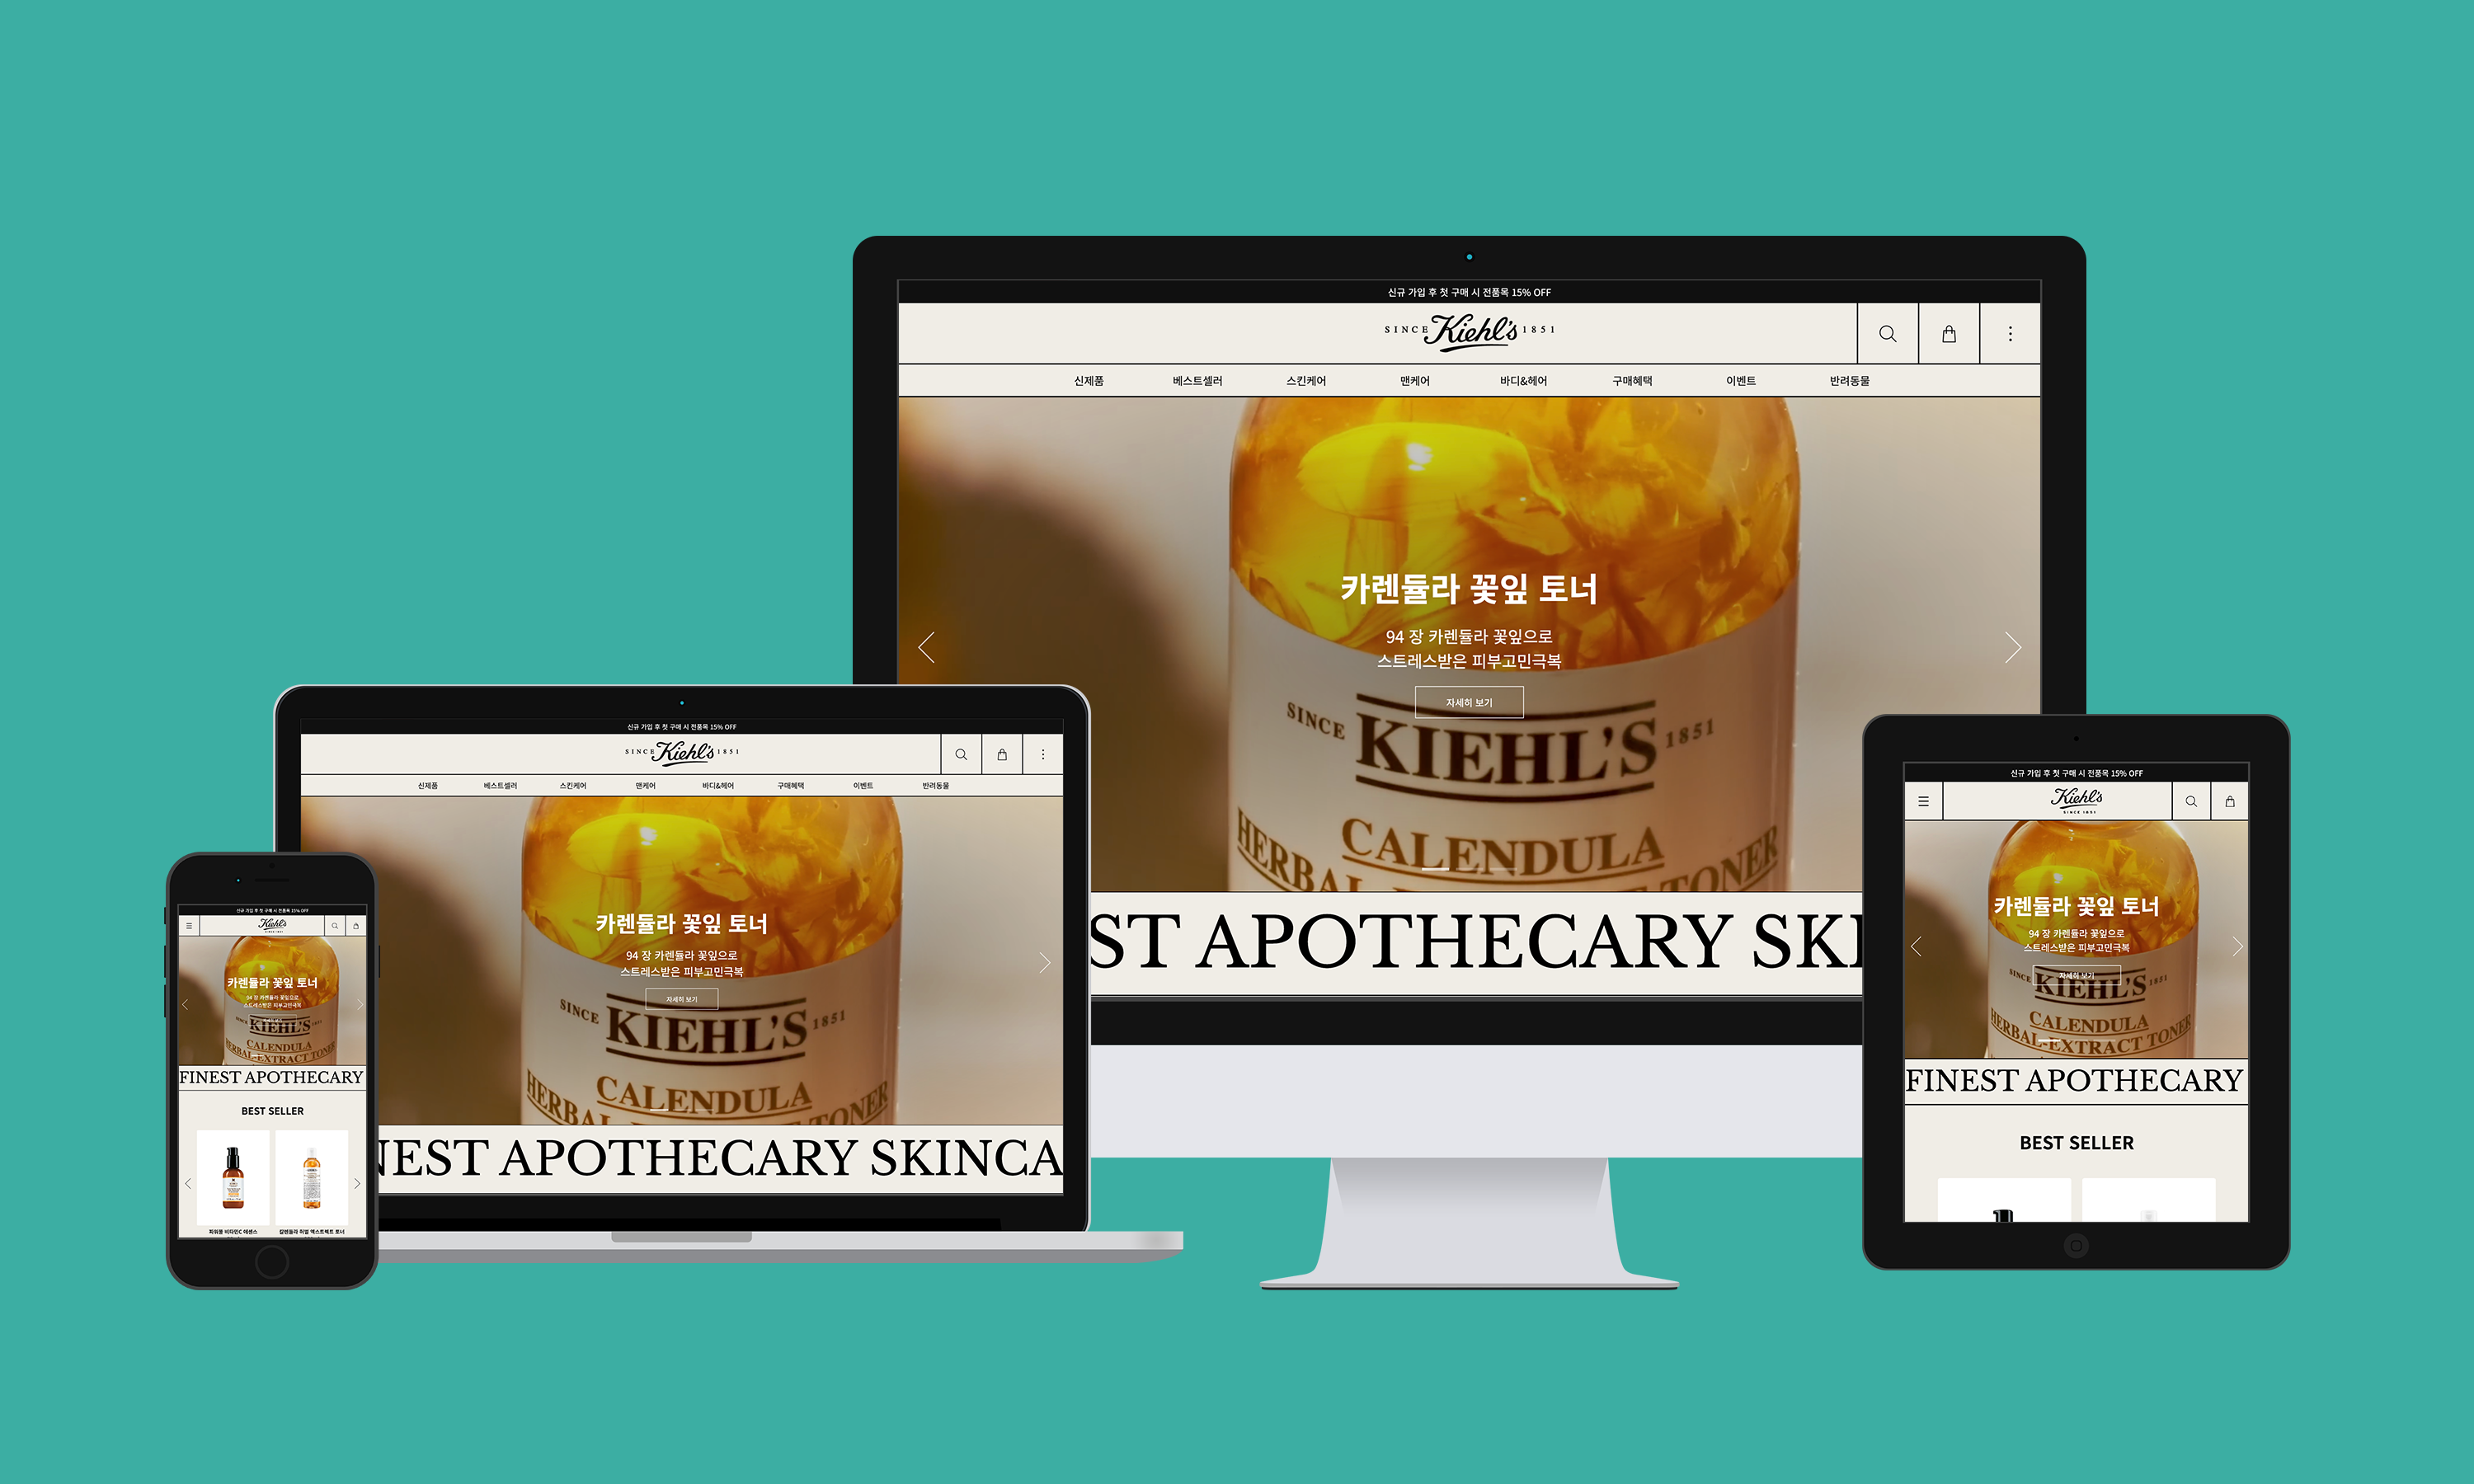 신규 가입 후 첫 구매 시 전품목 15% OFF
SINCE Kiehl's 1851
신제품 베스트셀러 스킨케어 맨케어 바디&헤어 구매혜택 이벤트 반려동물
카렌듈라 꽃잎 토너
94 장 카렌듈라 꽃잎으로
스트레스받은 피부고민극복
자세히 보기
SINCE KIEHL'S 1851
CALENDULA
HERBAL TONER
ST APOTHECARY SKI
신규 가입 후 첫 구매 시 전품목 15% OFF
SINCE Kiehl's 1851
신제품 베스트셀러 스킨케어 맨케어 바디&헤어 구매혜택 이벤트 반려동물
카렌듈라 꽃잎 토너
94 장 카렌듈라 꽃잎으로
스트레스받은 피부고민극복
자세히 보기
SINCE KIEHL'S 1851
CALENDULA
HERBAL TONER
NEST APOTHECARY SKINCA
신규 가입 후 첫 구매 시 전품목 15% OFF
Kiehl's
카렌듈라 꽃잎 토너
94 장 카렌듈라 꽃잎으로
스트레스받은 피부고민극복
SINCE KIEHL'S 1851
CALENDULA
HERBAL-EXTRACT TONER
FINEST APOTHECARY
BEST SELLER
파워풀 비타민C 에센스
칼렌듈라 허벌 엑스트렉트 토너
신규 가입 후 첫 구매 시 전품목 15% OFF
Kiehl's
SINCE 1851
카렌듈라 꽃잎 토너
94 장 카렌듈라 꽃잎으로
스트레스받은 피부고민극복
자세히 보기
SINCE KIEHL'S 1851
CALENDULA
HERBAL-EXTRACT TONER
FINEST APOTHECARY
BEST SELLER